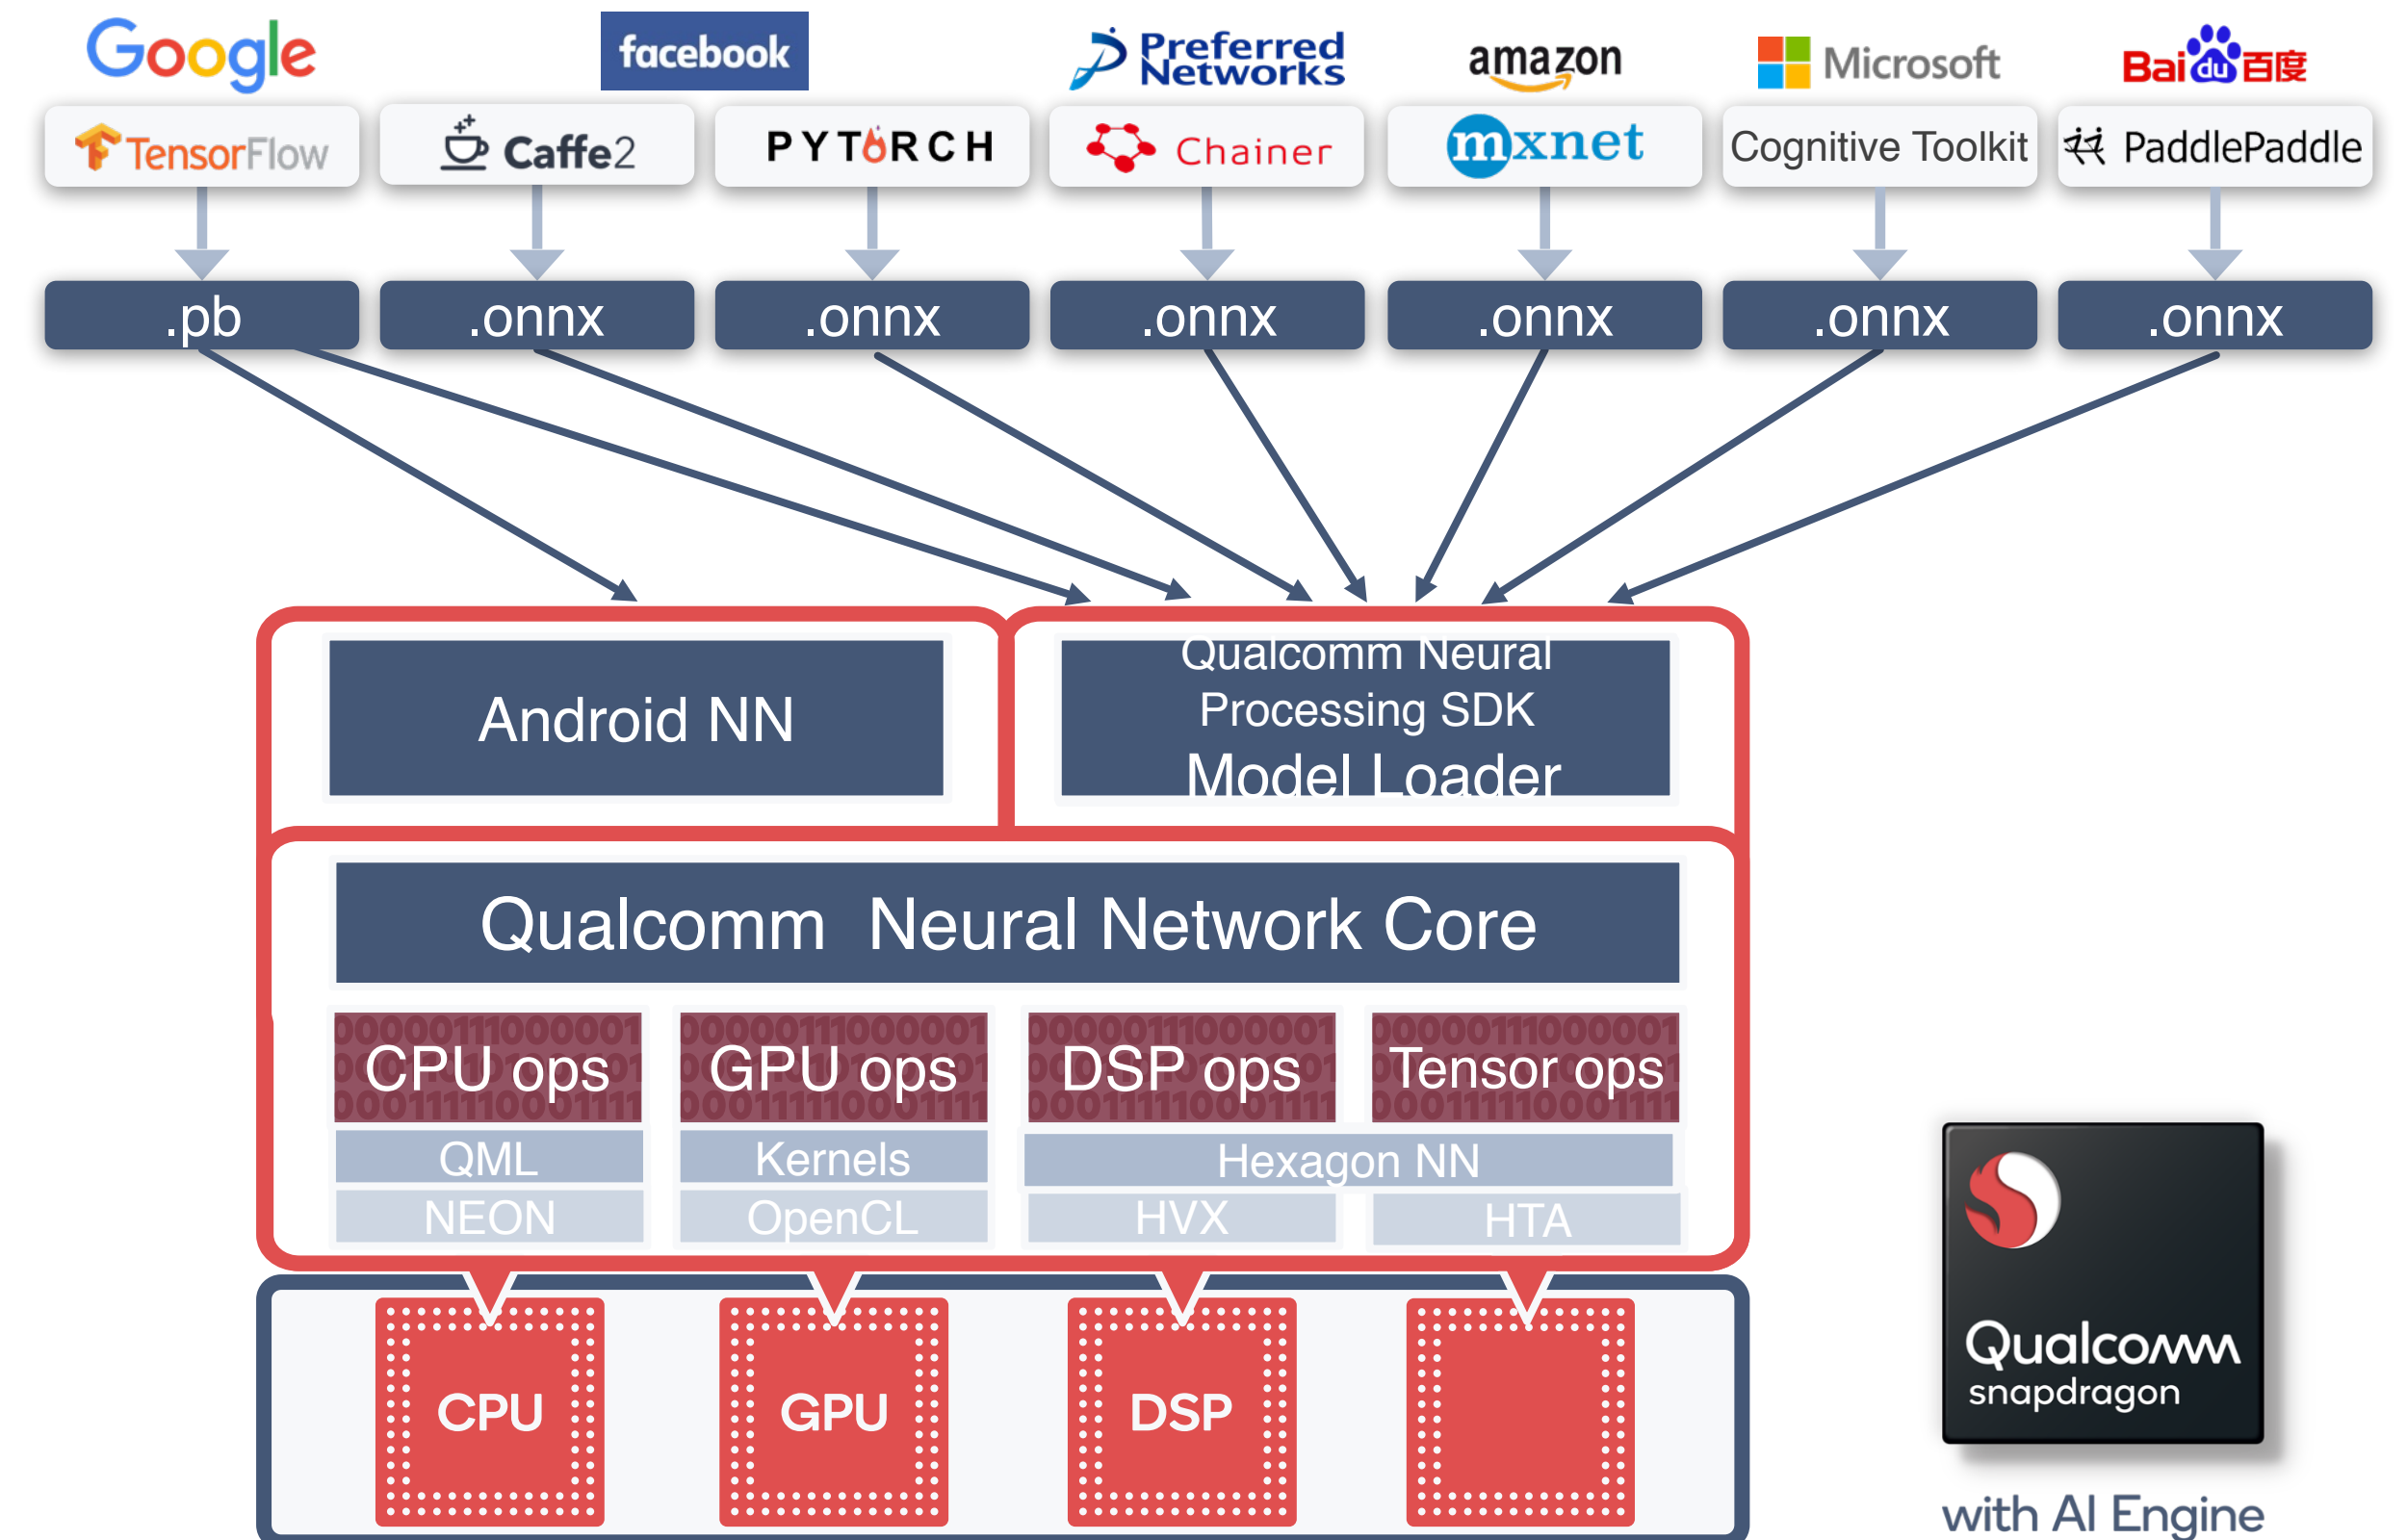 Google
facebook
Preferred
Networks
amazon
Microsoft
Bai du 百度
TensorFlow
Caffe2
PYTORCH
Chainer
mxnet
Cognitive Toolkit
PaddlePaddle
.pb
.onnx
.onnx
.onnx
.onnx
.onnx
.onnx
Android NN
Qualcomm Neural
Processing SDK
Model Loader
Qualcomm Neural Network Core
CPU ops
GPU ops
DSP ops
Tensor ops
QML
Kernels
Hexagon NN
NEON
OpenCL
HVX
HTA
CPU
GPU
DSP
Qualcomm
snapdragon
with AI Engine